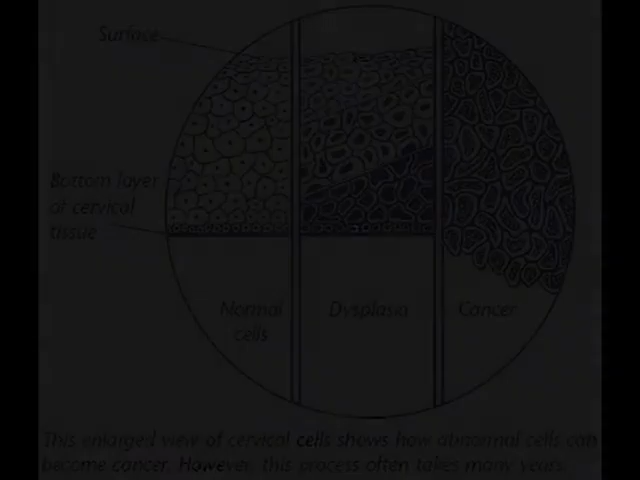 Surface
Bottom layer
of cervical
tissue
Normal
cells
Dysplasia
Cancer
This enlarged view of cervical cells shows how abnormal cells can
become cancer. However, this process often takes many years.